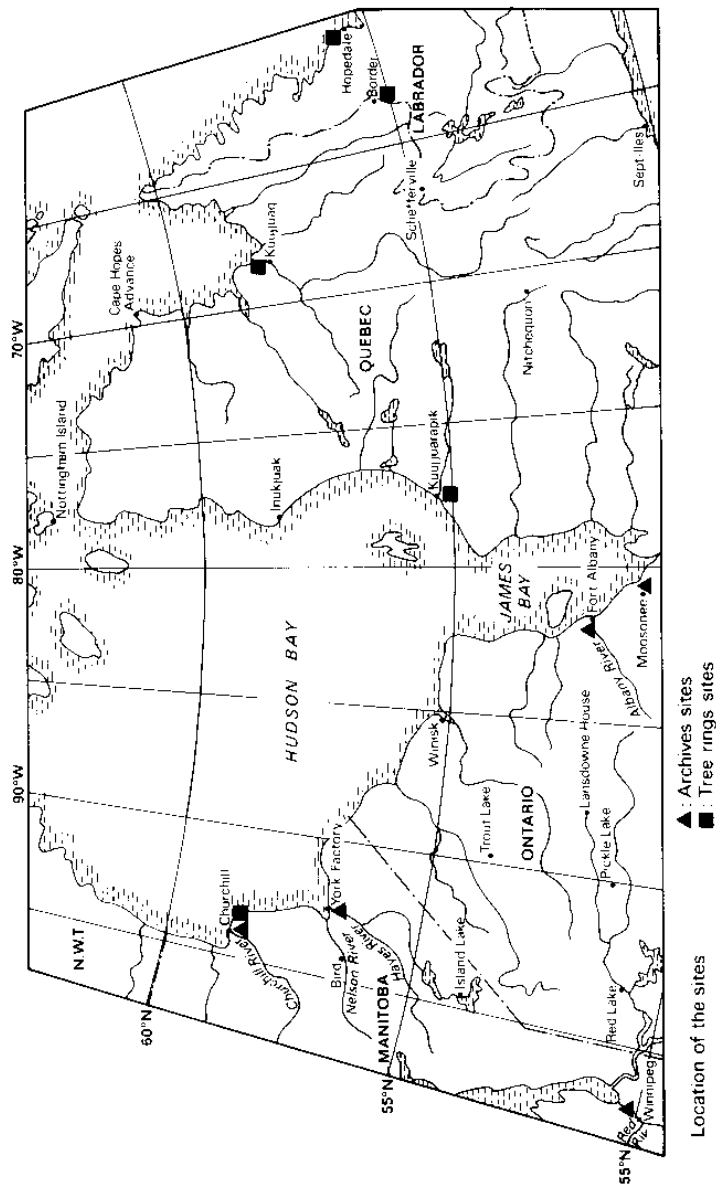 90°W
80°W
70°W
N.W.T
60°N
Nottingham Island
Cape Hopes
Advance
HUDSON BAY
Inukjuak
Kuujjuaq
Hopedale
Border
LABRADOR
Schefferville
QUEBEC
Churchill
Churchill River
York Factory
Bird
Nelson River
Hayes River
MANITOBA
55°N
Island Lake
Winisk
Trout Lake
ONTARIO
JAMES
BAY
Kuujjuarapik
Nitchequon
Sept-Iles
Lansdowne House
Pickle Lake
Red Lake
Albany River
Fort Albany
Moosonee
Winnipeg
Red
Riv
55°N
Location of the sites
▲ : Archives sites
■ : Tree rings sites